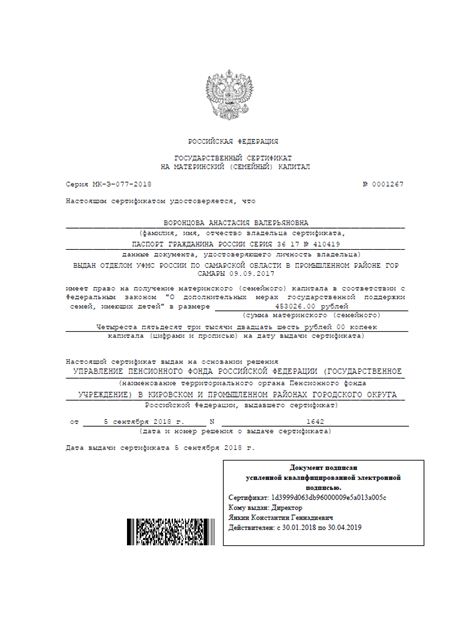 РОССИЙСКАЯ ФЕДЕРАЦИЯ
ГОСУДАРСТВЕННЫЙ СЕРТИФИКАТ
НА МАТЕРИНСКИЙ (СЕМЕЙНЫЙ) КАПИТАЛ
Серия МК-Э-077-2018 № 0001267
Настоящим сертификатом удостоверяется, что
ВОРОНЦОВА АНАСТАСИЯ ВАЛЕРЬЯНОВНА
(фамилия, имя, отчество владельца сертификата,
ПАСПОРТ ГРАЖДАНИНА РОССИИ СЕРИЯ 36 17 № 410419
данные документа, удостоверяющего личность владельца)
ВЫДАН ОТДЕЛОМ УФМС РОССИИ ПО САМАРСКОЙ ОБЛАСТИ В ПРОМЫШЛЕННОМ РАЙОНЕ ГОР
САМАРЫ 09.09.2017
имеет право на получение материнского (семейного) капитала в соответствии с
Федеральным законом "О дополнительных мерах государственной поддержки
семей, имеющих детей" в размере 453026.00 рублей
(сумма материнского (семейного)
Четыреста пятьдесят три тысячи двадцать шесть рублей 00 копеек
капитала (цифрами и прописью) на дату выдачи сертификата)
Настоящий сертификат выдан на основании решения
УПРАВЛЕНИЕ ПЕНСИОННОГО ФОНДА РОССИЙСКОЙ ФЕДЕРАЦИИ (ГОСУДАРСТВЕННОЕ
(наименование территориального органа Пенсионного фонда
УЧРЕЖДЕНИЕ) В КИРОВСКОМ И ПРОМЫШЛЕННОМ РАЙОНАХ ГОРОДСКОГО ОКРУГА
Российской Федерации, выдавшего сертификат)
от 5 сентября 2018 г. N 1642
(дата и номер решения о выдаче сертификата)
Дата выдачи сертификата 5 сентября 2018 г.
Документ подписан
усиленной квалифицированной электронной
подписью.
Сертификат: 1d3999d063db96000009e5a013a005c
Кому выдан: Директор
Янкин Константин Геннадиевич
Действителен: с 30.01.2018 по 30.04.2019